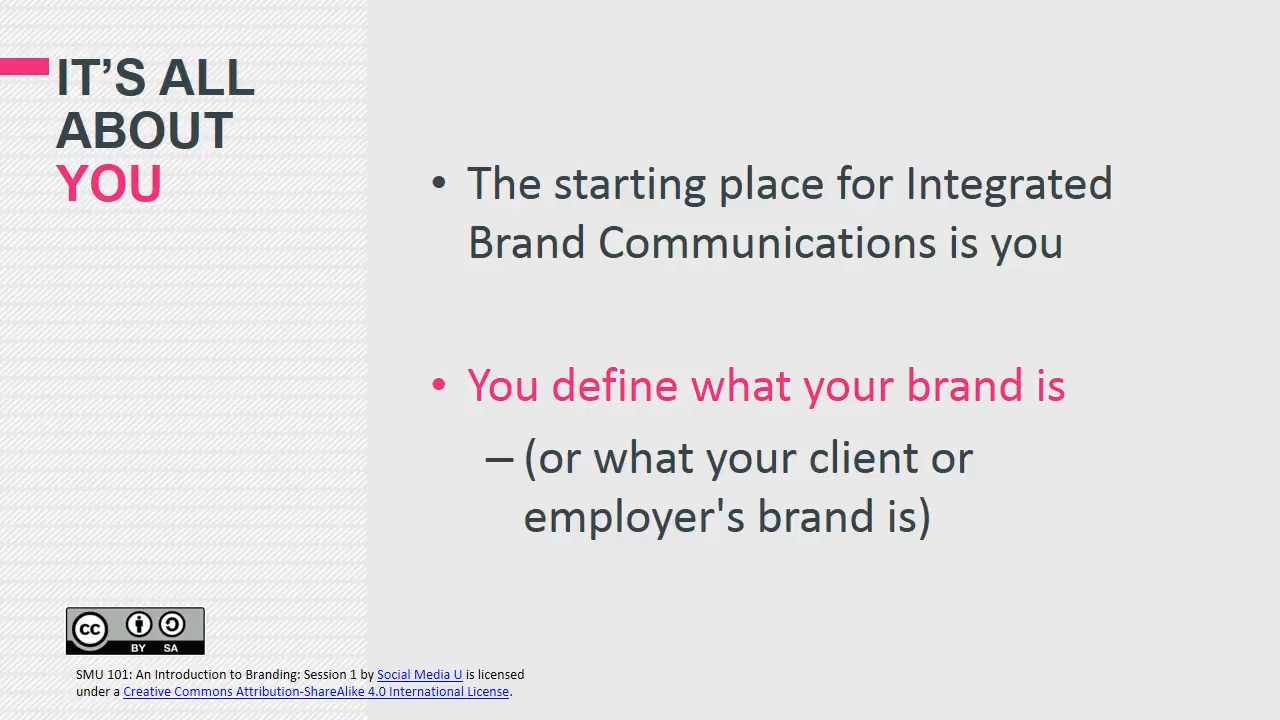 IT’S ALL
ABOUT
YOU
• The starting place for Integrated
Brand Communications is you
• You define what your brand is
– (or what your client or
employer's brand is)
cc
BY SA
SMU 101: An Introduction to Branding: Session 1 by Social Media U is licensed
under a Creative Commons Attribution-ShareAlike 4.0 International License.